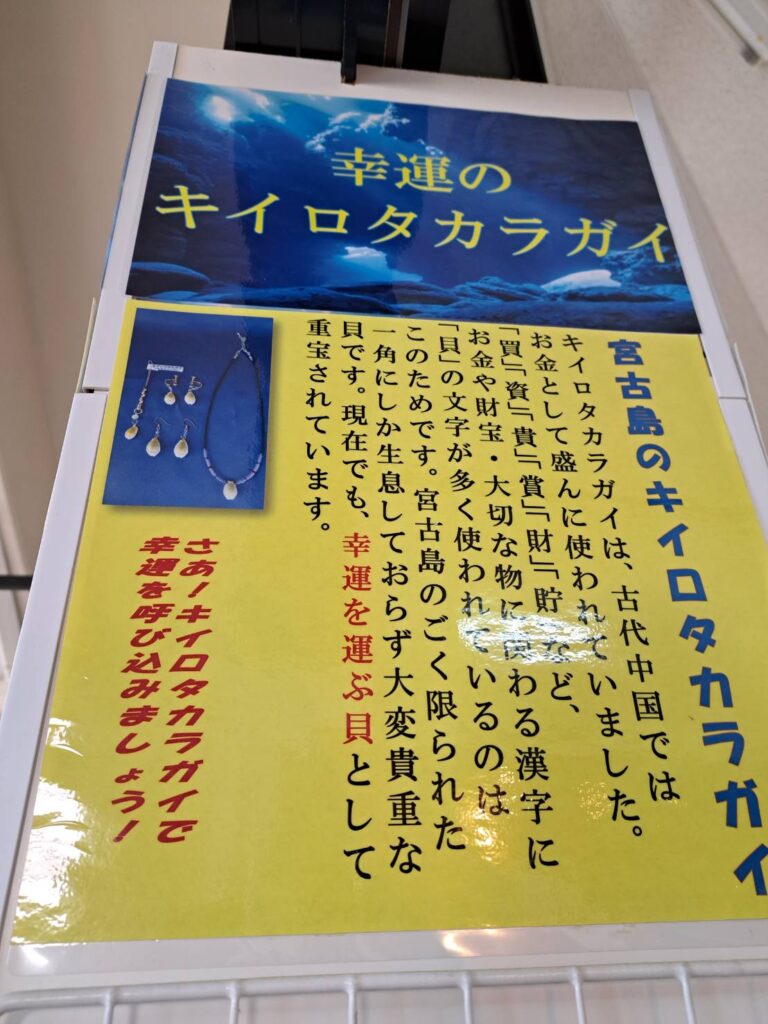 幸運の
キイロタカラガイ
宮古島のキイロタカラガイ
キイロタカラガイは、古代中国では
お金として盛んに使われていました。
「買」「資」「貴」「賞」「財」「貯」など、
お金や財宝・大切な物に関わる漢字に
「貝」の文字が多く使われているのは
このためです。宮古島のごく限られた
一角にしか生息しておらず大変貴重な
貝です。現在でも、幸運を運ぶ貝として
重宝されています。
さあ！キイロタカラガイで
幸運を呼び込みましょう！